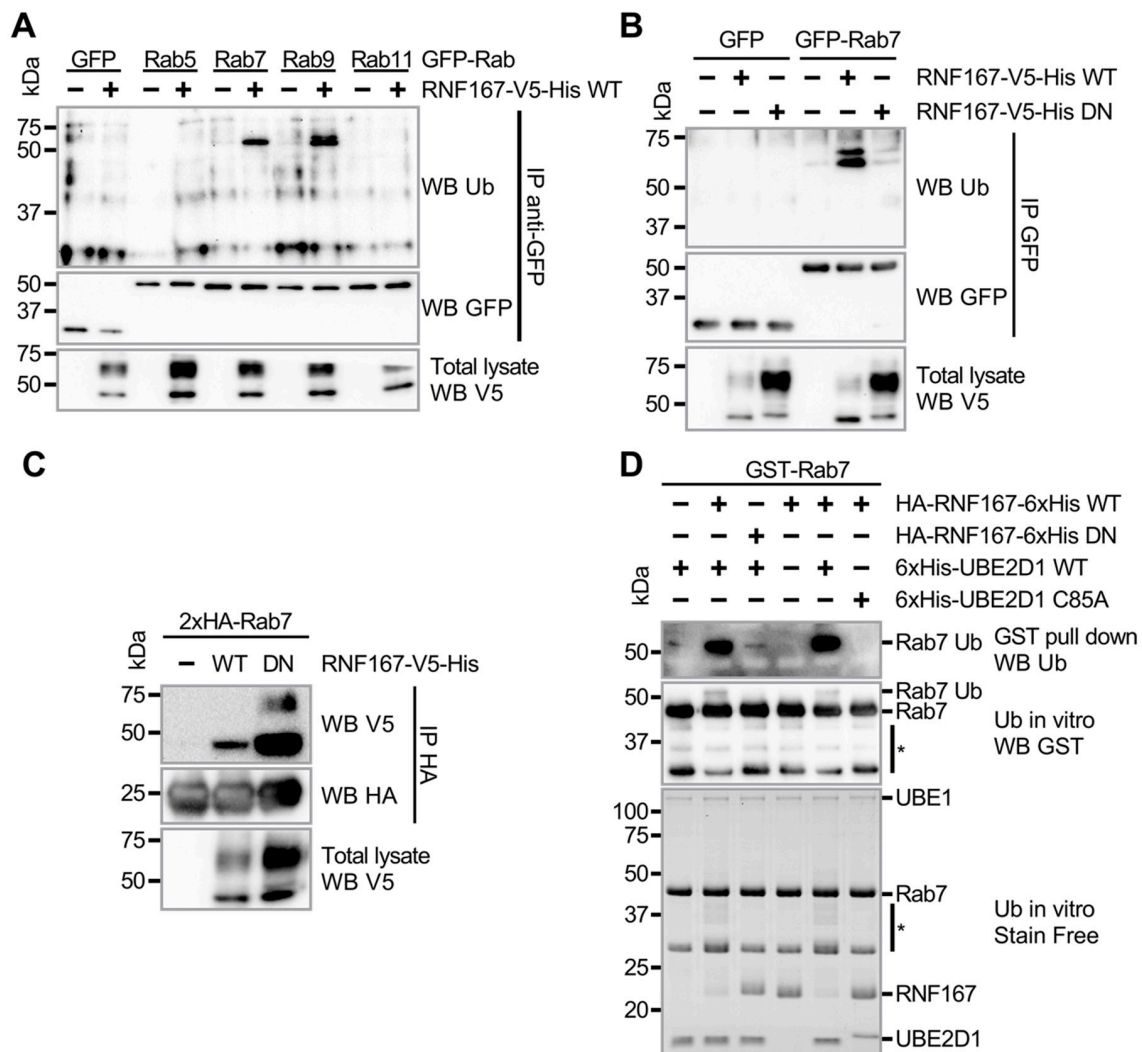 A
GFP Rab5 Rab7 Rab9 Rab11 GFP-Rab
− + − + − + − + − + RNF167-V5-His WT
kDa
75
50
37
WB Ub
50
37
WB GFP
IP anti-GFP
75
50
Total lysate
WB V5
B
GFP GFP-Rab7
− + − − + − RNF167-V5-His WT
− − + − − + RNF167-V5-His DN
kDa
75
50
37
WB Ub
50
37
WB GFP
IP GFP
75
50
Total lysate
WB V5
C
2xHA-Rab7
− WT DN RNF167-V5-His
kDa
75
50
WB V5
25
WB HA
IP HA
75
50
Total lysate
WB V5
D
GST-Rab7
− + − + + + HA-RNF167-6xHis WT
− − + − − − HA-RNF167-6xHis DN
+ + + − + − 6xHis-UBE2D1 WT
− − − − − + 6xHis-UBE2D1 C85A
kDa
50
Rab7 Ub
GST pull down
WB Ub
50
37
Rab7 Ub
Rab7
*
Ub in vitro
WB GST
100
75
50
37
25
20
UBE1
Rab7
*
RNF167
UBE2D1
Ub in vitro
Stain Free